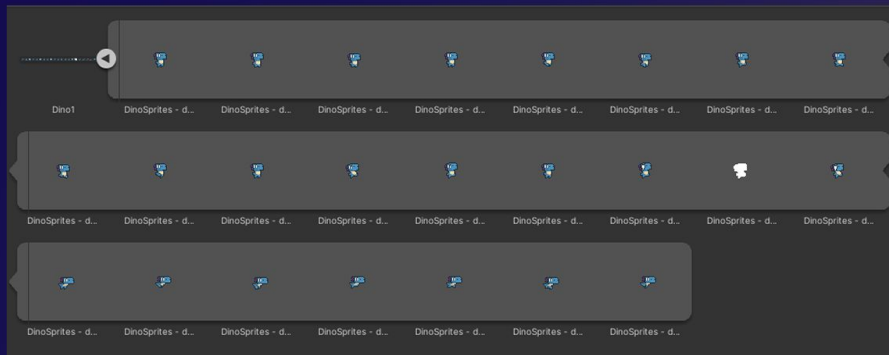 Dino1 DinoSprites - d... DinoSprites - d... DinoSprites - d... DinoSprites - d... DinoSprites - d... DinoSprites - d... DinoSprites - d... DinoSprites - d...
DinoSprites - d... DinoSprites - d... DinoSprites - d... DinoSprites - d... DinoSprites - d... DinoSprites - d... DinoSprites - d... DinoSprites - d... DinoSprites - d...
DinoSprites - d... DinoSprites - d... DinoSprites - d... DinoSprites - d... DinoSprites - d... DinoSprites - d... DinoSprites - d...